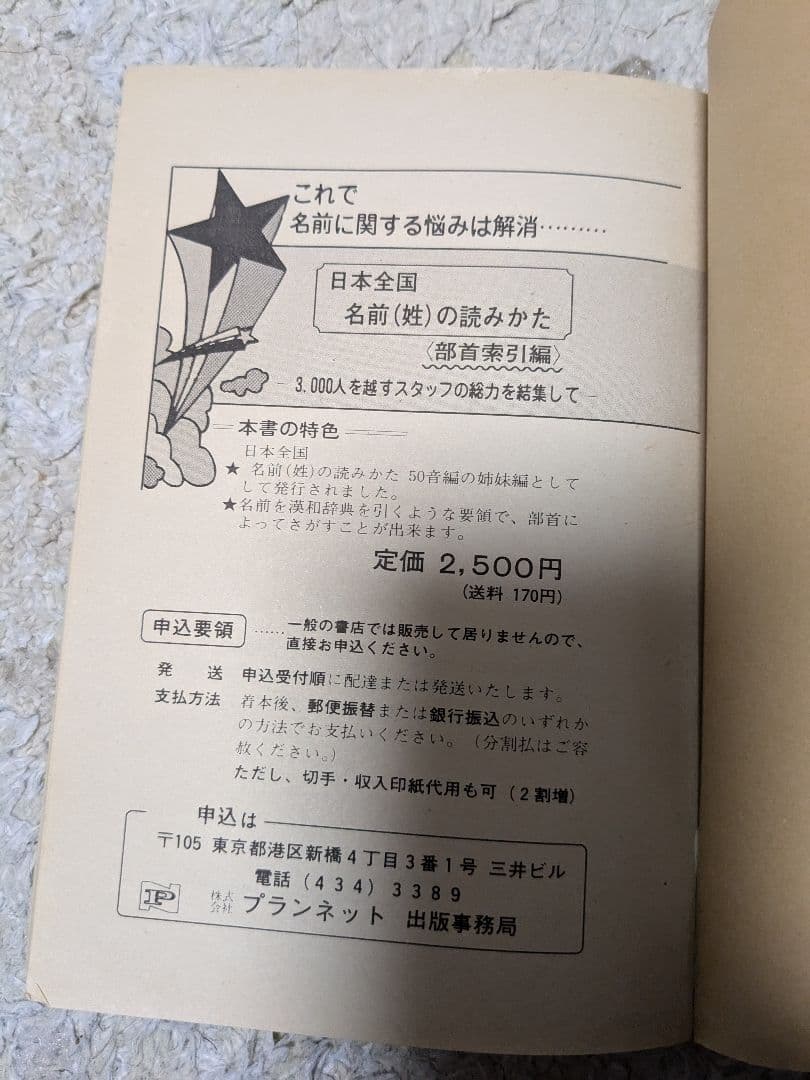 これで
名前に関する悩みは解消………
日本全国
名前(姓)の読みかた
〈部首索引編〉
3,000人を越すスタッフの総力を結集して
本書の特色
日本全国
★ 名前(姓)の読みかた 50音編の姉妹編として
して発行されました。
★名前を漢和辞典を引くような要領で、部首に
よってさがすことが出来ます。
定価 2,500円
(送料 170円)
申込要領 ……一般の書店では販売して居りませんので、
直接お申込ください。
発 送 申込受付順に配達または発送いたします。
支払方法 着本後、郵便振替または銀行振込のいずれか
の方法でお支払いください。(分割払はご容
赦ください。)
ただし、切手・収入印紙代用も可(2割増)
申込は
〒105 東京都港区新橋4丁目3番1号 三井ビル
電話(434)3389
NP 株式会社 プランネット 出版事務局